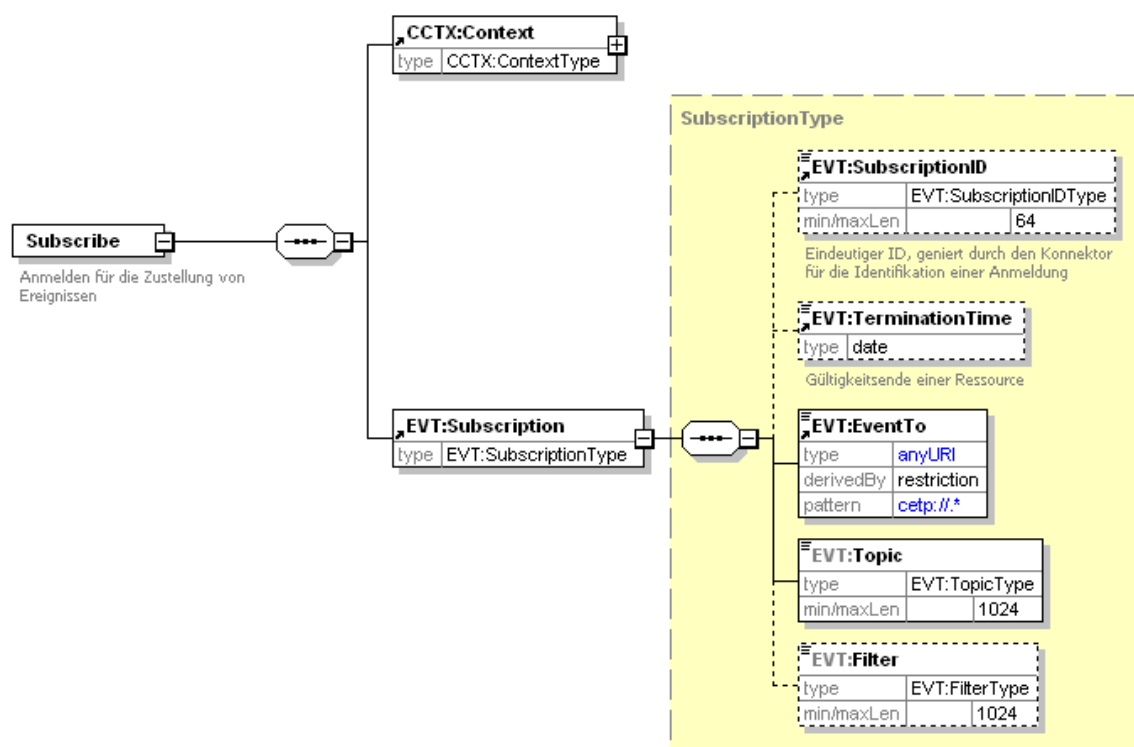 CCTX:Context
type CCTX:ContextType
SubscriptionType
EVT:SubscriptionID
type EVT:SubscriptionIDType
min/maxLen 64
Eindeutiger ID, geniert durch den Konnektor
für die Identifikation einer Anmeldung
Subscribe
Anmelden für die Zustellung von
Ereignissen
EVT:TerminationTime
type date
Gültigkeitsende einer Ressource
EVT:Subscription
type EVT:SubscriptionType
EVT:EventTo
type anyURI
derivedBy restriction
pattern cetp://.*
EVT:Topic
type EVT:TopicType
min/maxLen 1024
EVT:Filter
type EVT:FilterType
min/maxLen 1024